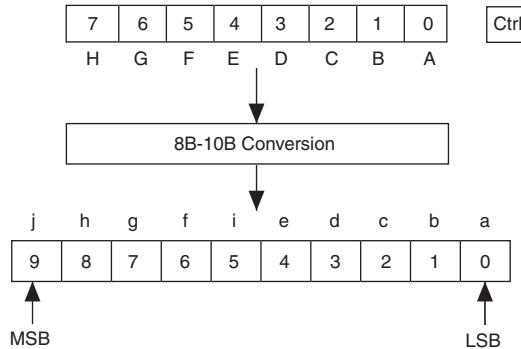 7 6 5 4 3 2 1 0 Ctrl
H G F E D C B A
8B-10B Conversion
j h g f i e d c b a
9 8 7 6 5 4 3 2 1 0
MSB LSB